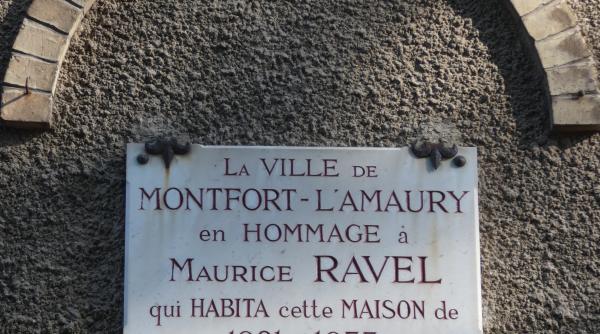 LA VILLE DE
MONTFORT-L'AMAURY
en HOMMAGE à
MAURICE RAVEL
qui HABITA cette MAISON de